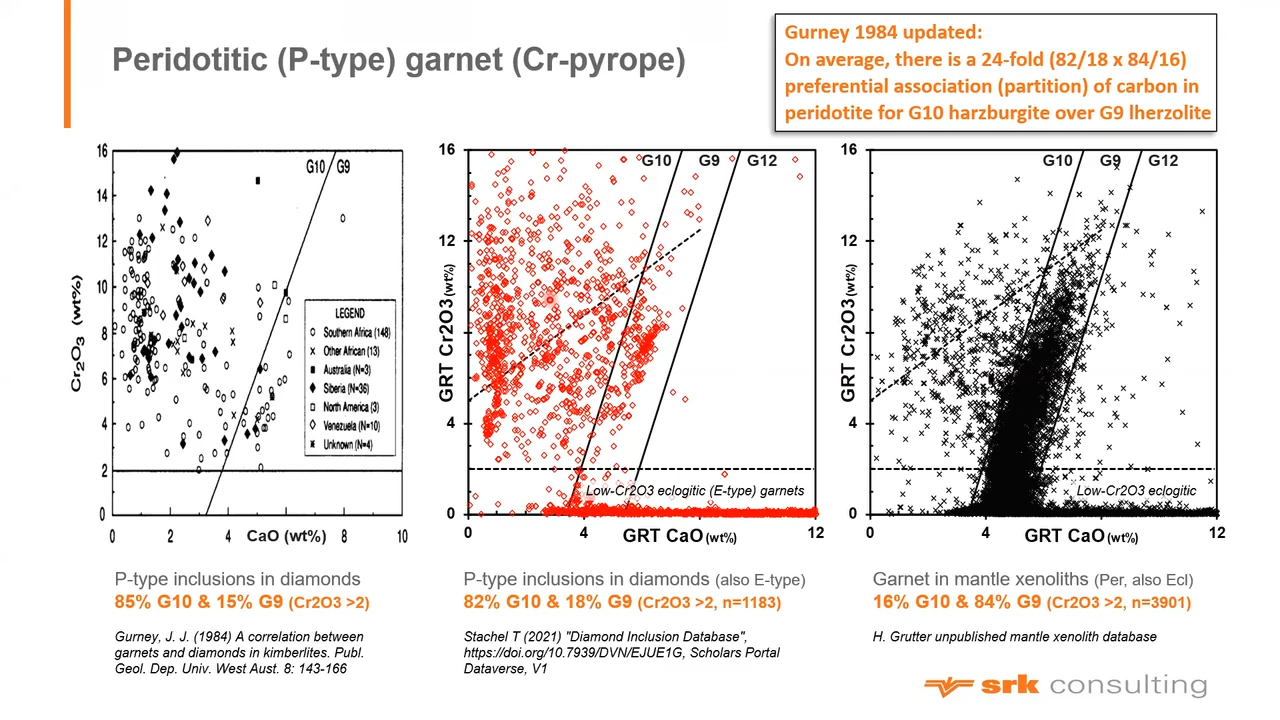 Peridotitic (P-type) garnet (Cr-pyrope)
Gurney 1984 updated:
On average, there is a 24-fold (82/18 x 84/16)
preferential association (partition) of carbon in
peridotite for G10 harzburgite over G9 lherzolite
16
14
12
10
8
6
4
2
0
Cr2O3 (wt%)
G10
G9
LEGEND
Southern Africa (148)
Other African (13)
Australia (N=3)
Siberia (N=36)
North America (3)
Venezuela (N=10)
Unknown (N=4)
0 2 4 CaO (wt%) 8 10
16
12
4
0
GRT Cr2O3 (wt%)
G10
G9
G12
Low-Cr2O3 eclogitic (E-type) garnets
0 4 GRT CaO (wt%) 12
16
12
4
0
GRT Cr2O3 (wt%)
G10
G9
G12
Low-Cr2O3 eclogitic
0 4 GRT CaO (wt%) 12
P-type inclusions in diamonds
85% G10 & 15% G9 (Cr2O3 >2)
Gurney, J. J. (1984) A correlation between
garnets and diamonds in kimberlites. Publ.
Geol. Dep. Univ. West Aust. 8: 143-166
P-type inclusions in diamonds (also E-type)
82% G10 & 18% G9 (Cr2O3 >2, n=1183)
Stachel T (2021) "Diamond Inclusion Database",
https://doi.org/10.7939/DVN/EJUE1G, Scholars Portal
Dataverse, V1
Garnet in mantle xenoliths (Per, also Ecl)
16% G10 & 84% G9 (Cr2O3 >2, n=3901)
H. Grutter unpublished mantle xenolith database
srk consulting